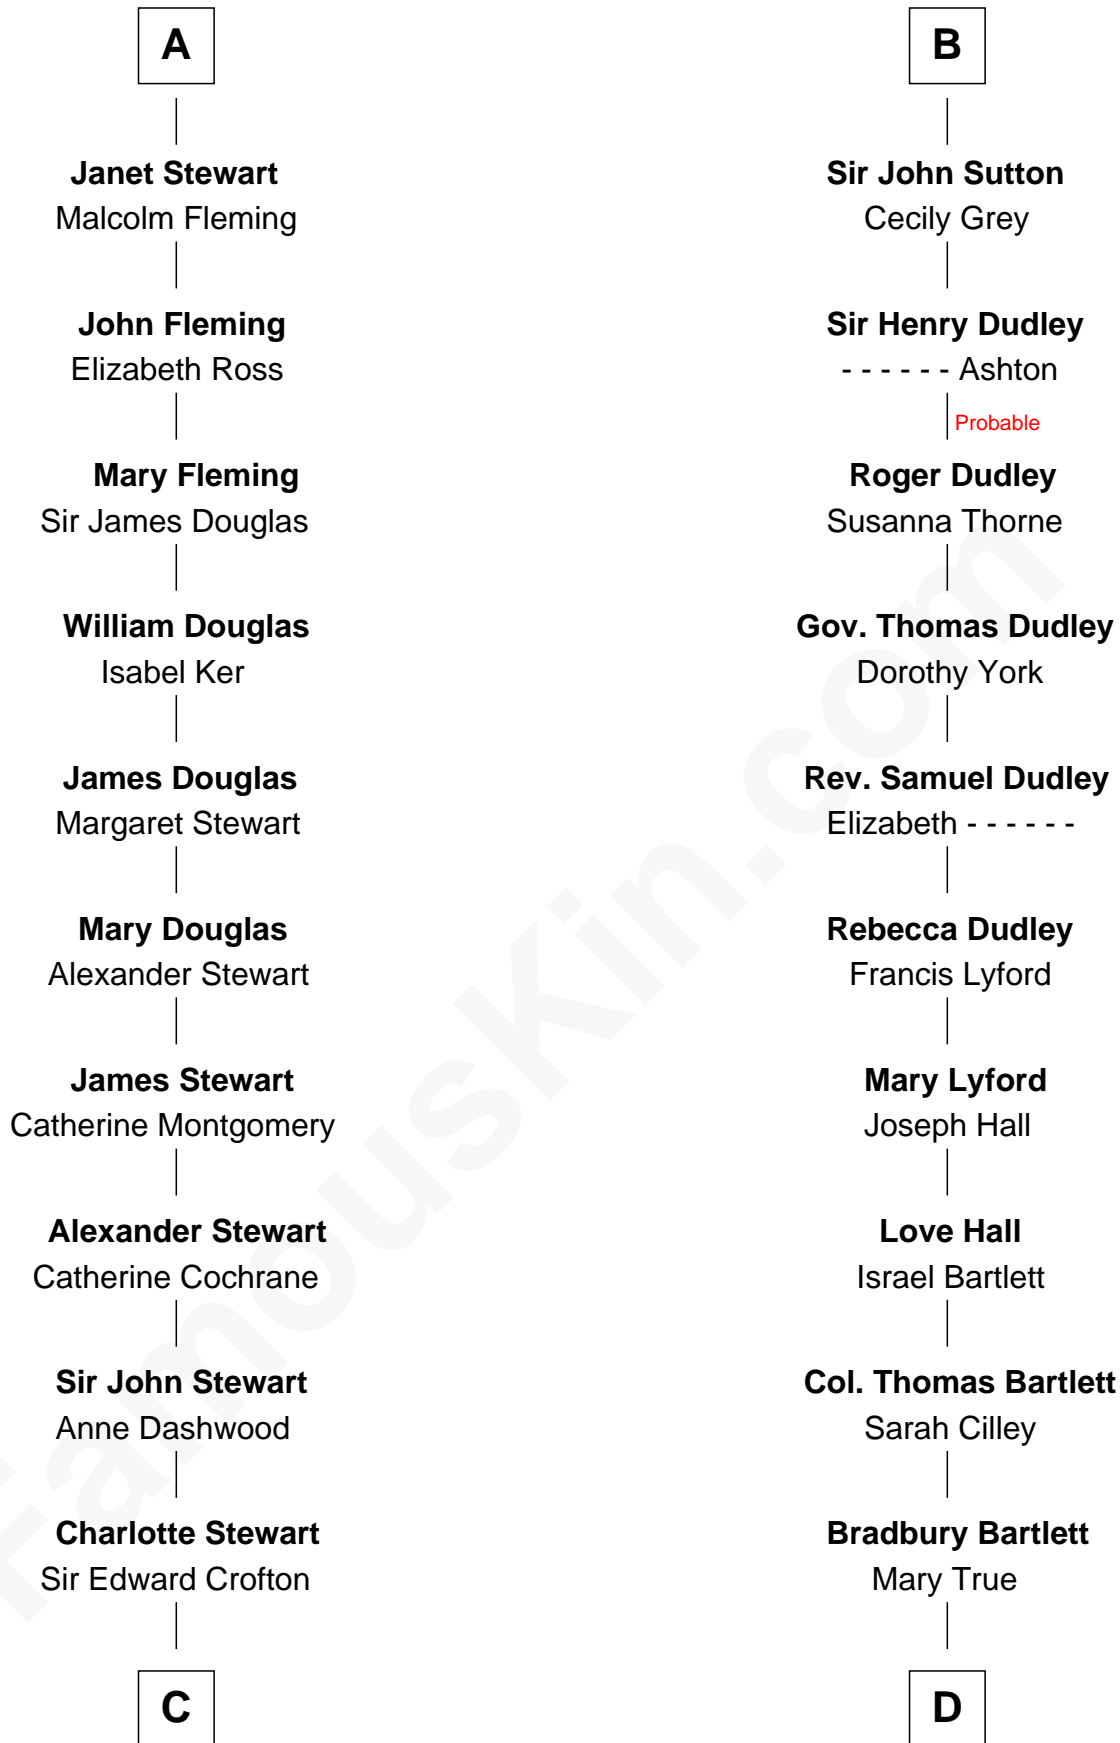 A
Janet Stewart
Malcolm Fleming
John Fleming
Elizabeth Ross
Mary Fleming
Sir James Douglas
William Douglas
Isabel Ker
James Douglas
Margaret Stewart
Mary Douglas
Alexander Stewart
James Stewart
Catherine Montgomery
Alexander Stewart
Catherine Cochrane
Sir John Stewart
Anne Dashwood
Charlotte Stewart
Sir Edward Crofton
C
B
Sir John Sutton
Cecily Grey
Sir Henry Dudley
- - - - - - Ashton
Probable
Roger Dudley
Susanna Thorne
Gov. Thomas Dudley
Dorothy York
Rev. Samuel Dudley
Elizabeth - - - - - -
Rebecca Dudley
Francis Lyford
Mary Lyford
Joseph Hall
Love Hall
Israel Bartlett
Col. Thomas Bartlett
Sarah Cilley
Bradbury Bartlett
Mary True
D
FamousKin.com